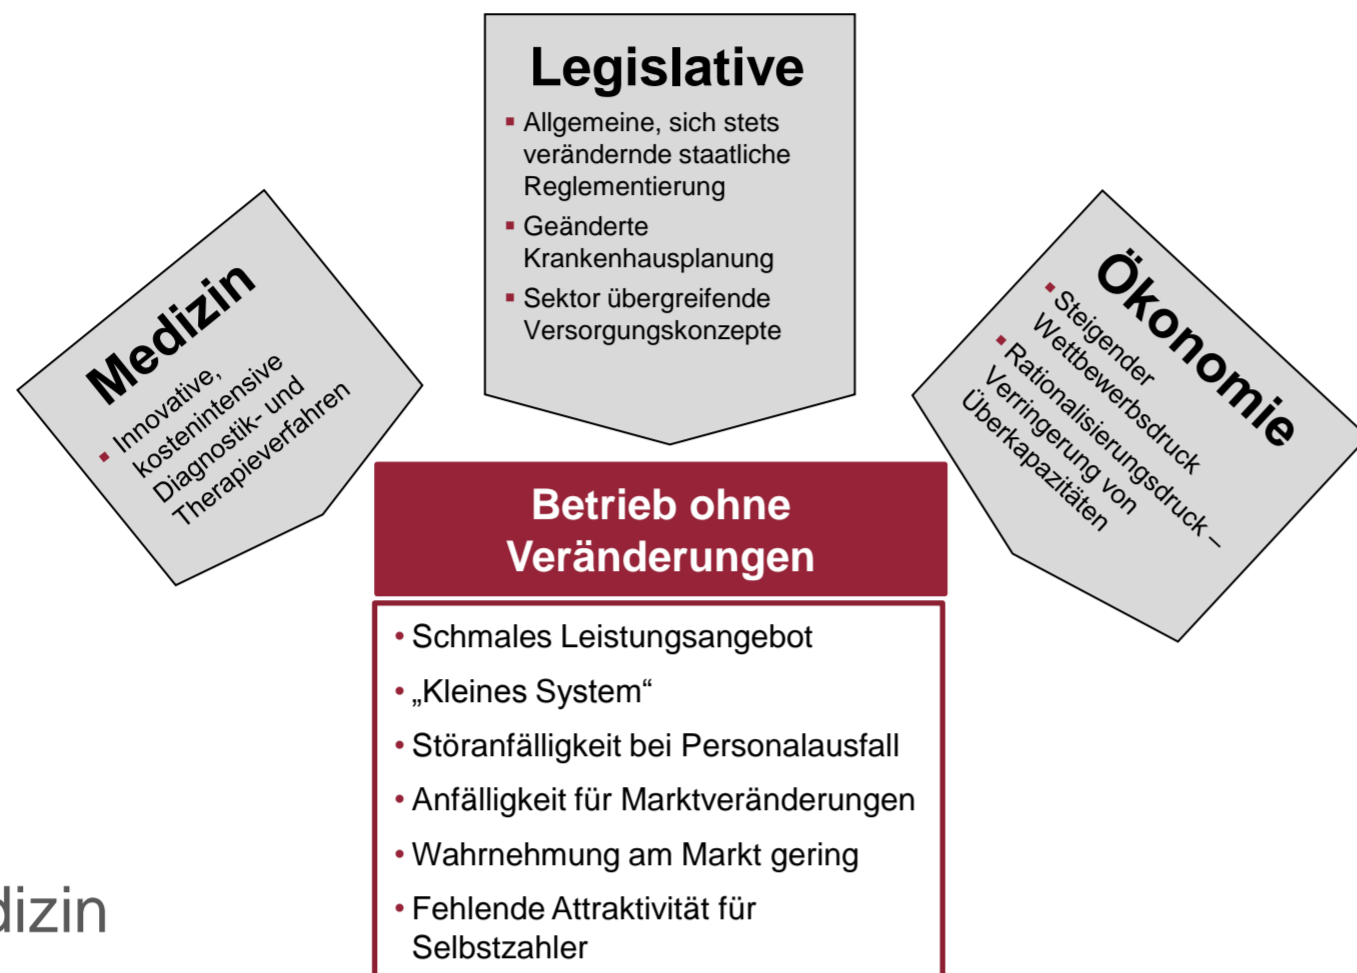 Legislative
Allgemeine, sich stets
verändernde staatliche
Reglementierung
Geänderte
Krankenhausplanung
Sektor übergreifende
Versorgungskonzepte
Medizin
Innovative,
kostenintensive
Diagnostik- und
Therapieverfahren
Ökonomie
Steigender
Wettbewerbsdruck
Rationalisierungsdruck –
Verringerung von
Überkapazitäten
Betrieb ohne
Veränderungen
• Schmales Leistungsangebot
• „Kleines System“
• Störanfälligkeit bei Personalausfall
• Anfälligkeit für Marktveränderungen
• Wahrnehmung am Markt gering
• Fehlende Attraktivität für
Selbstzahler
dizin